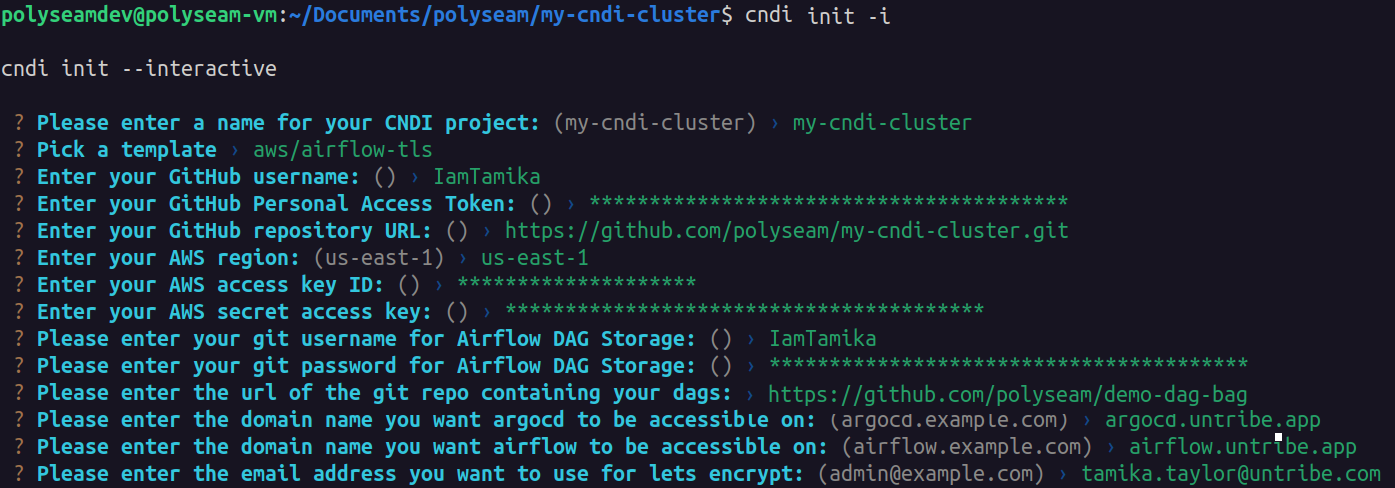 polyseamdev@polyseam-vm:~/Documents/polyseam/my-cndi-cluster$ cndi init -i
cndi init --interactive
? Please enter a name for your CNDI project: (my-cndi-cluster) › my-cndi-cluster
? Pick a template › aws/airflow-tls
? Enter your GitHub username: () › IamTamika
? Enter your GitHub Personal Access Token: () › ****************************************
? Enter your GitHub repository URL: () › https://github.com/polyseam/my-cndi-cluster.git
? Enter your AWS region: (us-east-1) › us-east-1
? Enter your AWS access key ID: () › ********************
? Enter your AWS secret access key: () › ****************************************
? Please enter your git username for Airflow DAG Storage: () › IamTamika
? Please enter your git password for Airflow DAG Storage: () › ****************************************
? Please enter the url of the git repo containing your dags: › https://github.com/polyseam/demo-dag-bag
? Please enter the domain name you want argocd to be accessible on: (argocd.example.com) › argocd.untribe.app
? Please enter the domain name you want airflow to be accessible on: (airflow.example.com) › airflow.untribe.app
? Please enter the email address you want to use for lets encrypt: (admin@example.com) › tamika.taylor@untribe.com